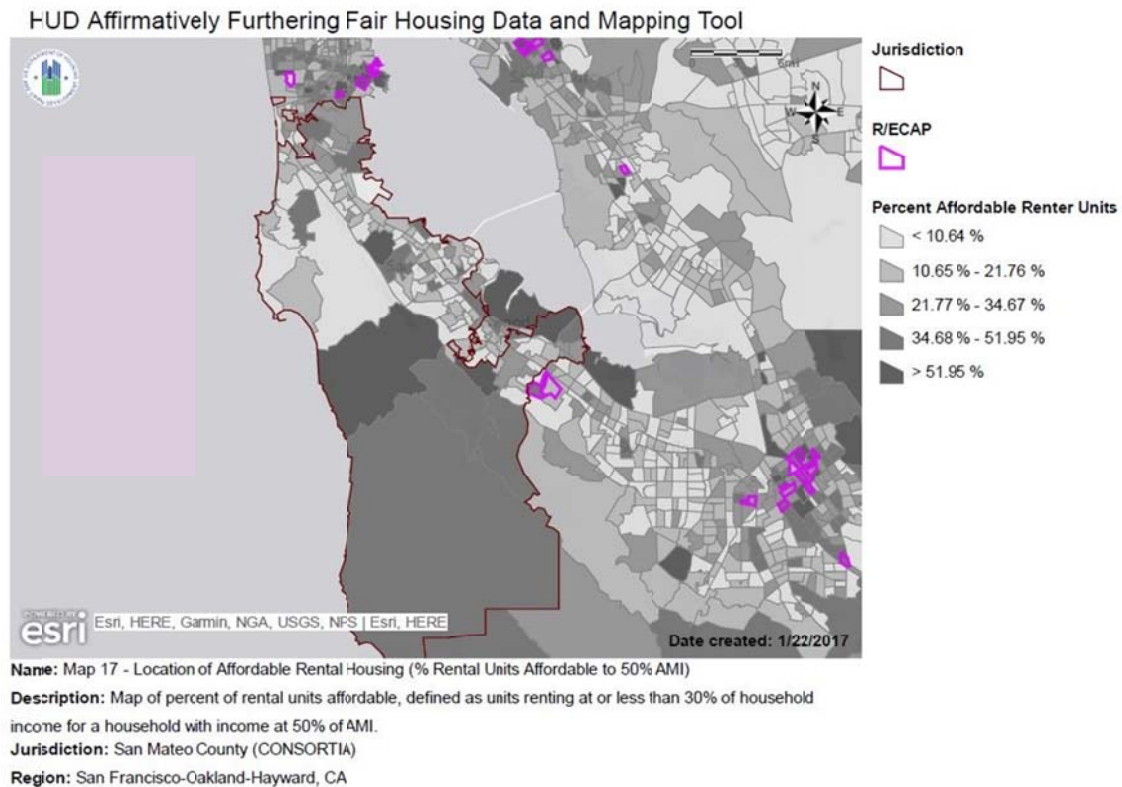 HUD Affirmatively Furthering Fair Housing Data and Mapping Tool
Jurisdiction
R/ECAP
Percent Affordable Renter Units
< 10.64 %
10.65 % - 21.76 %
21.77 % - 34.67 %
34.68 % - 51.95 %
> 51.95 %
N
W E
S
POWERED BY
esri
Esri, HERE, Garmin, NGA, USGS, NPS | Esri, HERE
Date created: 1/22/2017
Name: Map 17 - Location of Affordable Rental Housing (% Rental Units Affordable to 50% AMI)
Description: Map of percent of rental units affordable, defined as units renting at or less than 30% of household
income for a household with income at 50% of AMI.
Jurisdiction: San Mateo County (CONSORTIA)
Region: San Francisco-Oakland-Hayward, CA